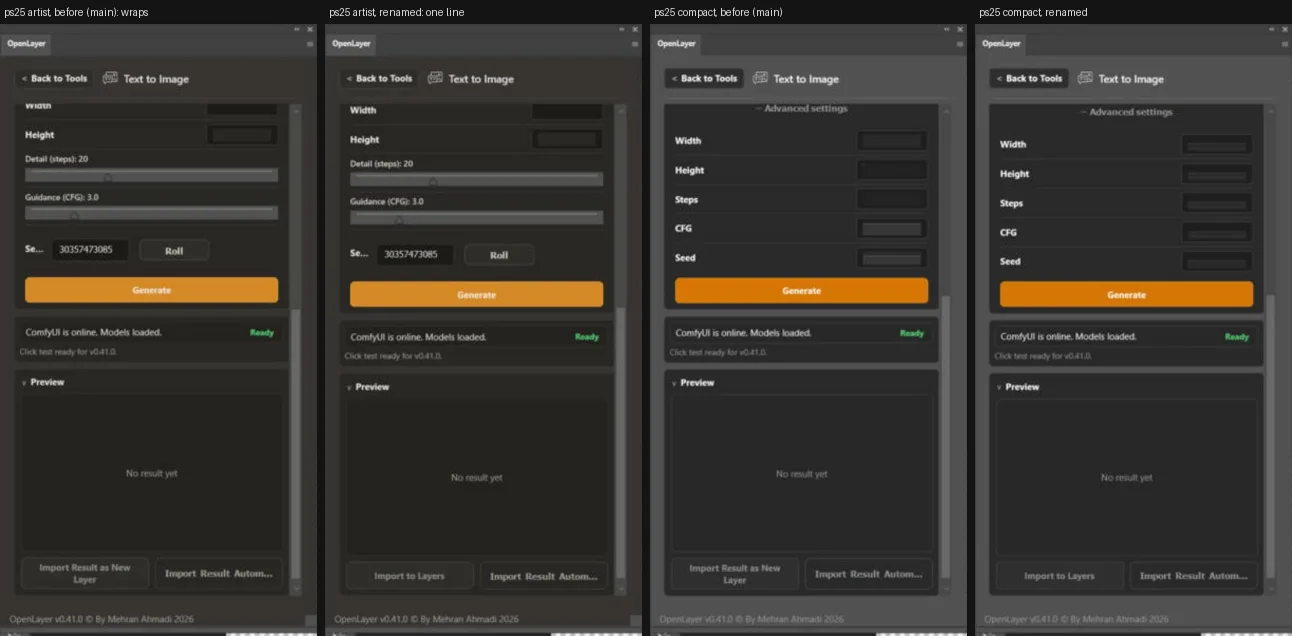 ps25 artist, before (main): wraps
OpenLayer
< Back to Tools
Text to Image
Width
Height
Detail (steps): 20
Guidance (CFG): 3.0
Se...
30357473085
Roll
Generate
ComfyUI is online. Models loaded.
Ready
Click test ready for v0.41.0.
Preview
No result yet
Import Result as New
Layer
Import Result Autom...
OpenLayer v0.41.0 © By Mehran Ahmadi 2026
ps25 artist, renamed: one line
OpenLayer
< Back to Tools
Text to Image
Width
Height
Detail (steps): 20
Guidance (CFG): 3.0
Se...
30357473085
Roll
Generate
ComfyUI is online. Models loaded.
Ready
Click test ready for v0.41.0.
Preview
No result yet
Import to Layers
Import Result Autom...
OpenLayer v0.41.0 © By Mehran Ahmadi 2026
ps25 compact, before (main)
OpenLayer
< Back to Tools
Text to Image
— Advanced settings
Width
Height
Steps
CFG
Seed
Generate
ComfyUI is online. Models loaded.
Ready
Click test ready for v0.41.0.
Preview
No result yet
Import Result as New
Layer
Import Result Autom...
OpenLayer v0.41.0 © By Mehran Ahmadi 2026
ps25 compact, renamed
OpenLayer
< Back to Tools
Text to Image
— Advanced settings
Width
Height
Steps
CFG
Seed
Generate
ComfyUI is online. Models loaded.
Ready
Click test ready for v0.41.0.
Preview
No result yet
Import to Layers
Import Result Autom...
OpenLayer v0.41.0 © By Mehran Ahmadi 2026